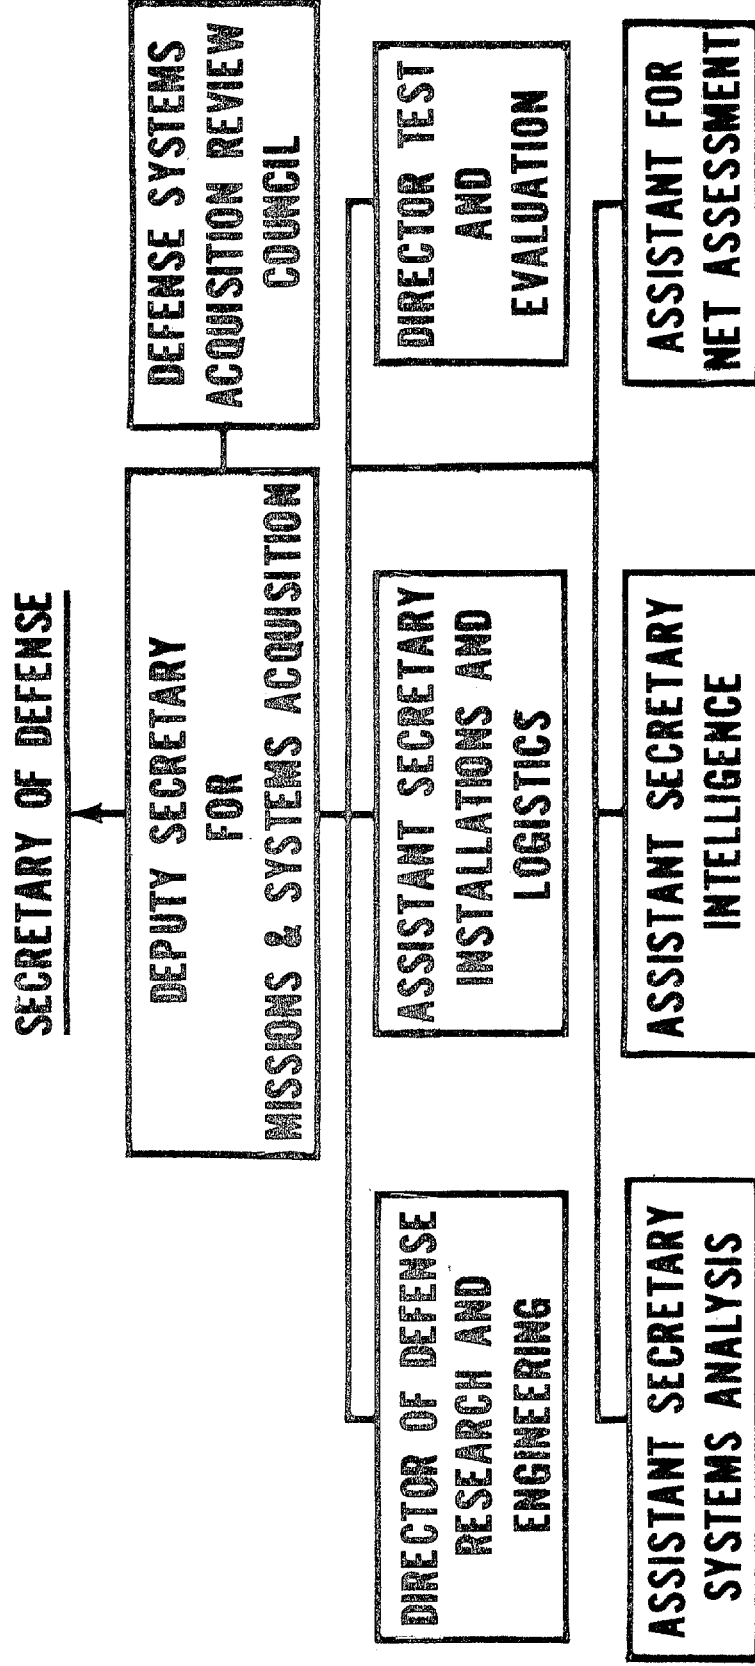 SECRETARY OF DEFENSE
DEPUTY SECRETARY
FOR
MISSIONS & SYSTEMS ACQUISITION
DEFENSE SYSTEMS
ACQUISITION REVIEW
COUNCIL
DIRECTOR OF DEFENSE
RESEARCH AND
ENGINEERING
ASSISTANT SECRETARY
INSTALLATIONS AND
LOGISTICS
DIRECTOR TEST
AND
EVALUATION
ASSISTANT SECRETARY
SYSTEMS ANALYSIS
ASSISTANT SECRETARY
INTELLIGENCE
ASSISTANT FOR
NET ASSESSMENT